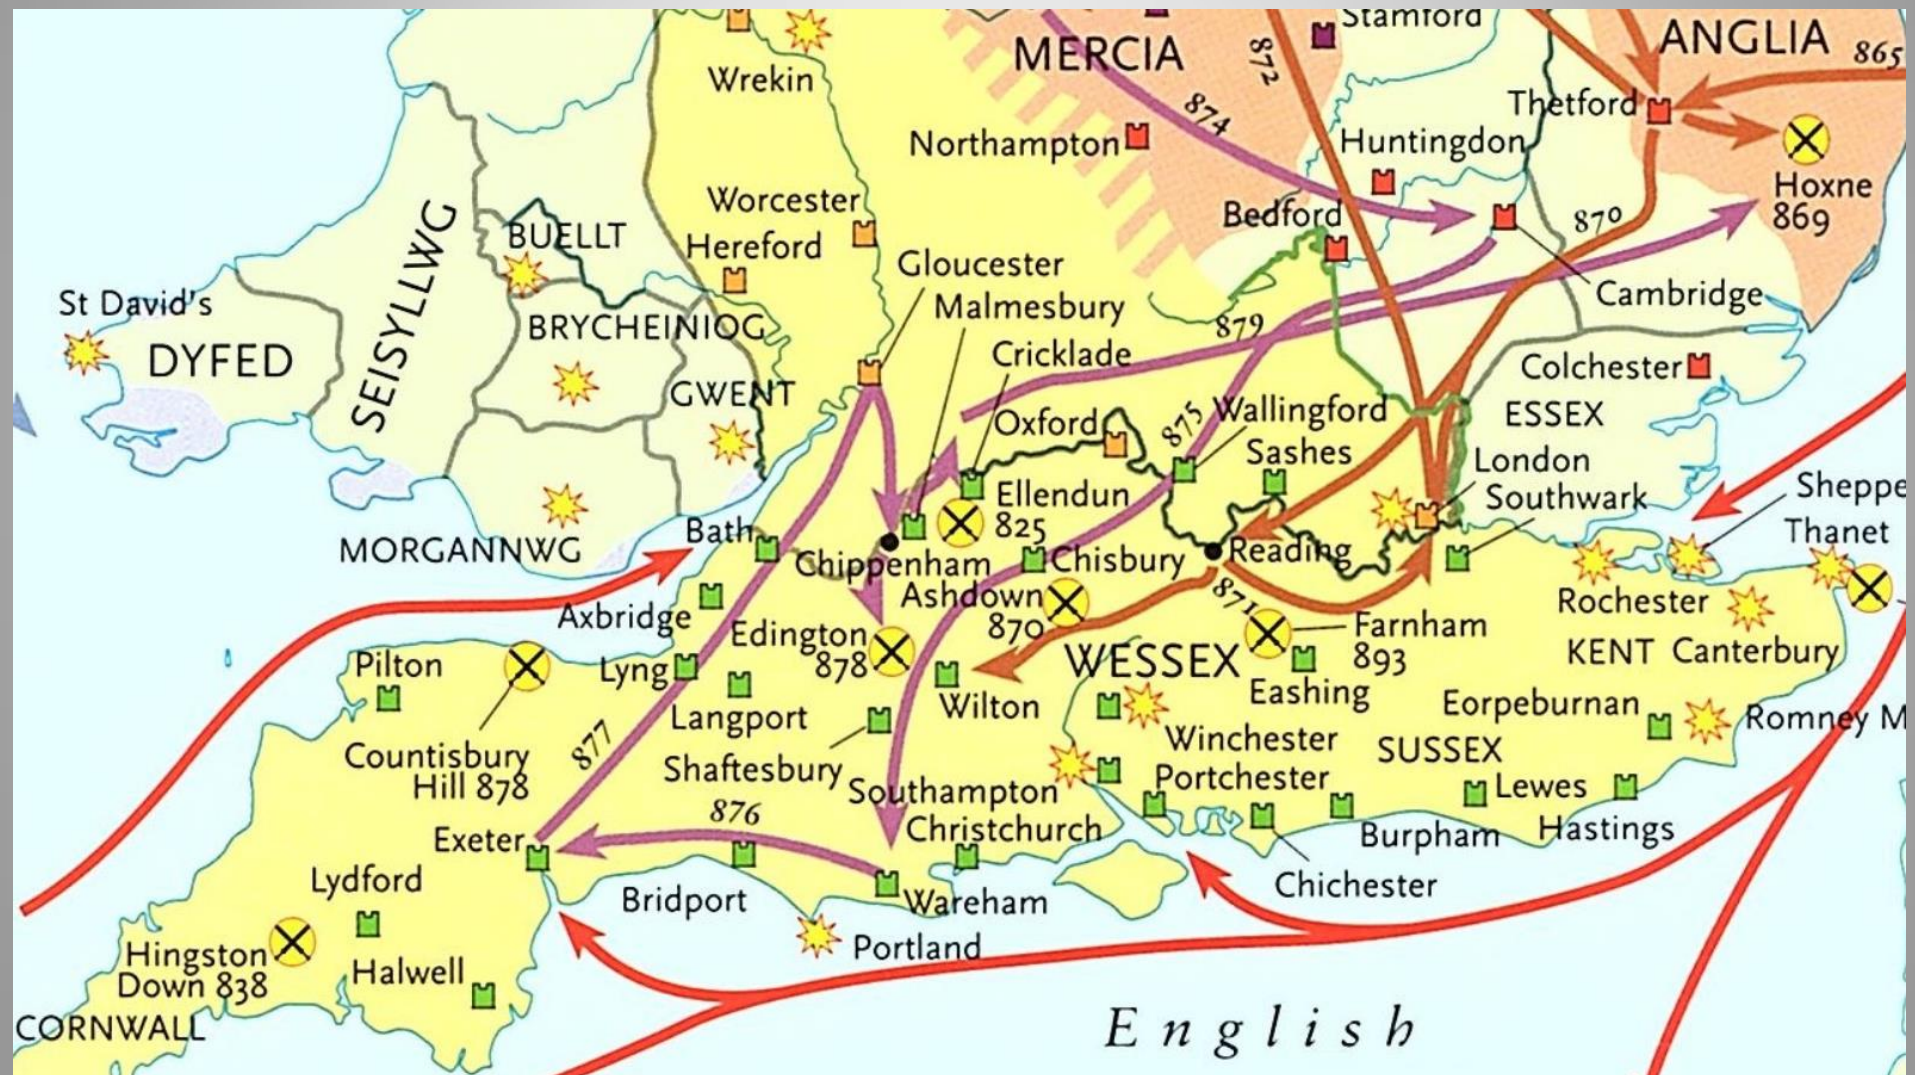 Stamford
MERCIA
872
ANGLIA
865
Wrekin
874
Thetford
Northampton
Huntingdon
Hoxne
869
Worcester
Bedford
870
BUELLT
Hereford
SEISYLLWG
Gloucester
Malmesbury
Cambridge
St David's
BRYCHEINIOG
879
DYFED
Cricklade
Colchester
GWENT
Oxford
875
Wallingford
ESSEX
Sashes
London
Southwark
Sheppe
Ellendun
825
Thanet
Bath
MORGANNWG
Chippenham
Chisbury
Reading
Ashdown
870
871
Axbridge
Rochester
Edington
878
Farnham
893
WESSEX
KENT
Canterbury
Pilton
Lyng
Eashing
Langport
Wilton
Eorpeburnan
Romney M
877
Countisbury
Hill 878
Winchester
SUSSEX
Shaftesbury
Southampton
Portchester
Lewes
876
Exeter
Christchurch
Burpham
Hastings
Lydford
Bridport
Wareham
Chichester
Hingston
Down 838
Halwell
Portland
CORNWALL
English